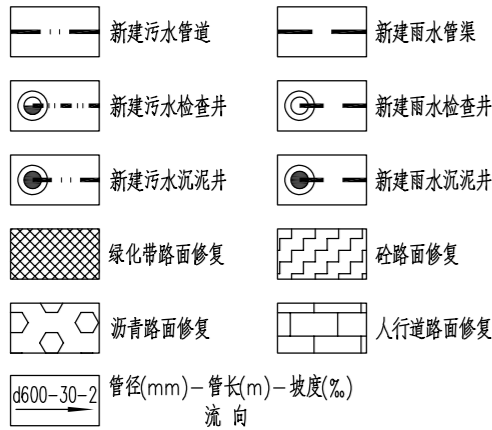 新建污水管道 新建雨水管渠
新建污水检查井 新建雨水检查井
新建污水沉泥井 新建雨水沉泥井
绿化带路面修复 砼路面修复
沥青路面修复 人行道路面修复
d600-30-2 管径(mm)-管长(m)-坡度(‰)
流 向